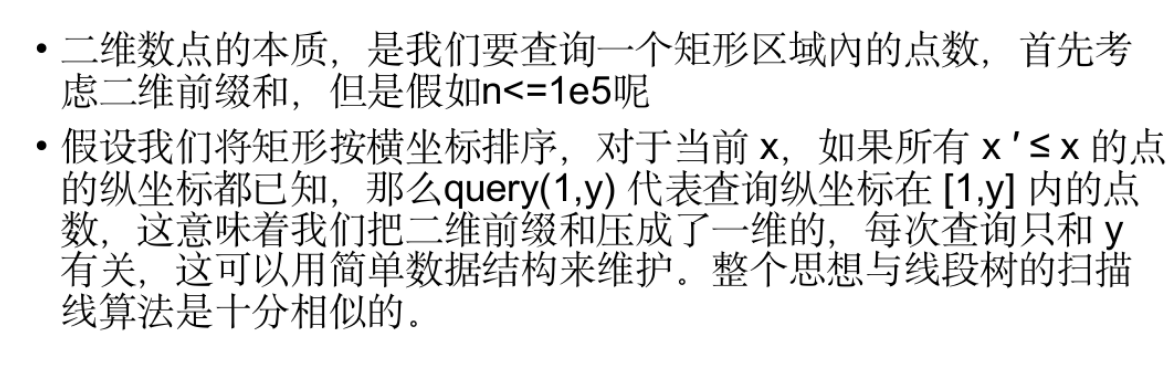 • 二维数点的本质，是我们要查询一个矩形区域內的点数，首先考
虑二维前缀和，但是假如n<=1e5呢
• 假设我们将矩形按横坐标排序，对于当前 x，如果所有 x ′ ≤ x 的点
的纵坐标都已知，那么query(1,y) 代表查询纵坐标在 [1,y] 内的点
数，这意味着我们把二维前缀和压成了一维的，每次查询只和 y
有关，这可以用简单数据结构来维护。整个思想与线段树的扫描
线算法是十分相似的。